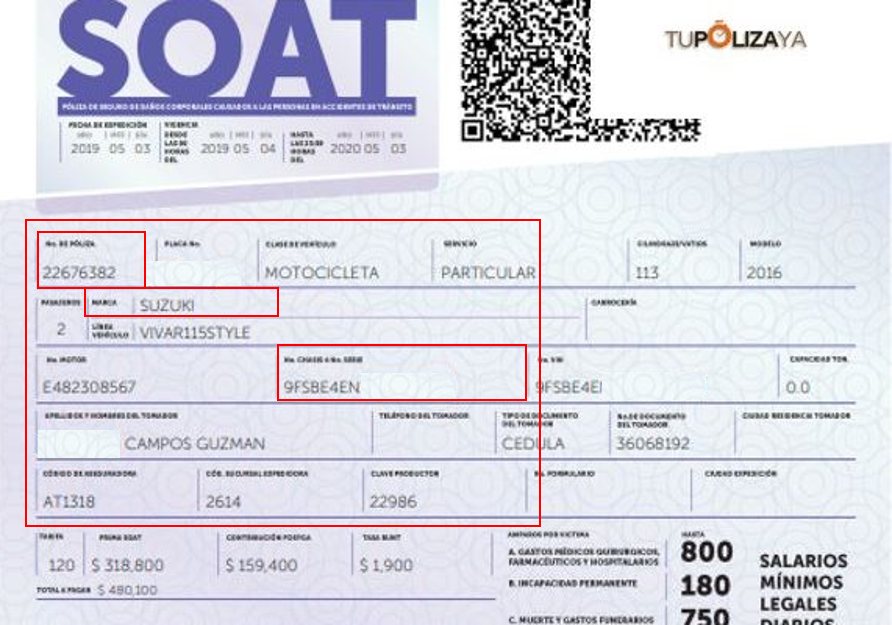 SOAT
TUPÓLIZAYA
PÓLIZA DE SEGURO DE DAÑOS CORPORALES CAUSADOS A LAS PERSONAS EN ACCIDENTES DE TRÁNSITO
FECHA DE EXPEDICIÓN VIGENCIA
DESDE LAS 00 HORAS DEL
HASTA LAS 23:59 HORAS DEL
2019 05 03 2019 05 04 2020 05 03
No. DE PÓLIZA PLACA No. CLASE DE VEHÍCULO SERVICIO CILINDRAJE/VATIOS MODELO
22676382 MOTOCICLETA PARTICULAR 113 2016
PASAJEROS MARCA SUZUKI CARROCERÍA
2 LÍNEA VEHÍCULO VIVAR115STYLE
No. MOTOR No. CHASIS ó No. SERIE No. VIN CAPACIDAD TON.
E482308567 9FSBE4EN 9FSBE4EI 0.0
APELLIDOS Y NOMBRES DEL TOMADOR TELÉFONO DEL TOMADOR TIPO DE DOCUMENTO DEL TOMADOR No. DE DOCUMENTO DEL TOMADOR CIUDAD RESIDENCIA TOMADOR
CAMPOS GUZMAN CEDULA 36068192
CÓDIGO DE ASEGURADORA CÓD. SUCURSAL EXPEDIDORA CLAVE PRODUCTOR No. FORMULARIO CIUDAD EXPEDICIÓN
AT1318 2614 22986
TARIFA PRIMA SOAT CONTRIBUCIÓN FOSYGA TASA RUNT AMPAROS POR VICTIMA HASTA
120 $ 318,800 $ 159,400 $ 1,900
TOTAL A PAGAR $ 480,100
A. GASTOS MÉDICOS QUIRURGICOS, FARMACÉUTICOS Y HOSPITALARIOS 800
B. INCAPACIDAD PERMANENTE 180
C. MUERTE Y GASTOS FUNERARIOS 750
SALARIOS
MÍNIMOS
LEGALES
DIARIOS